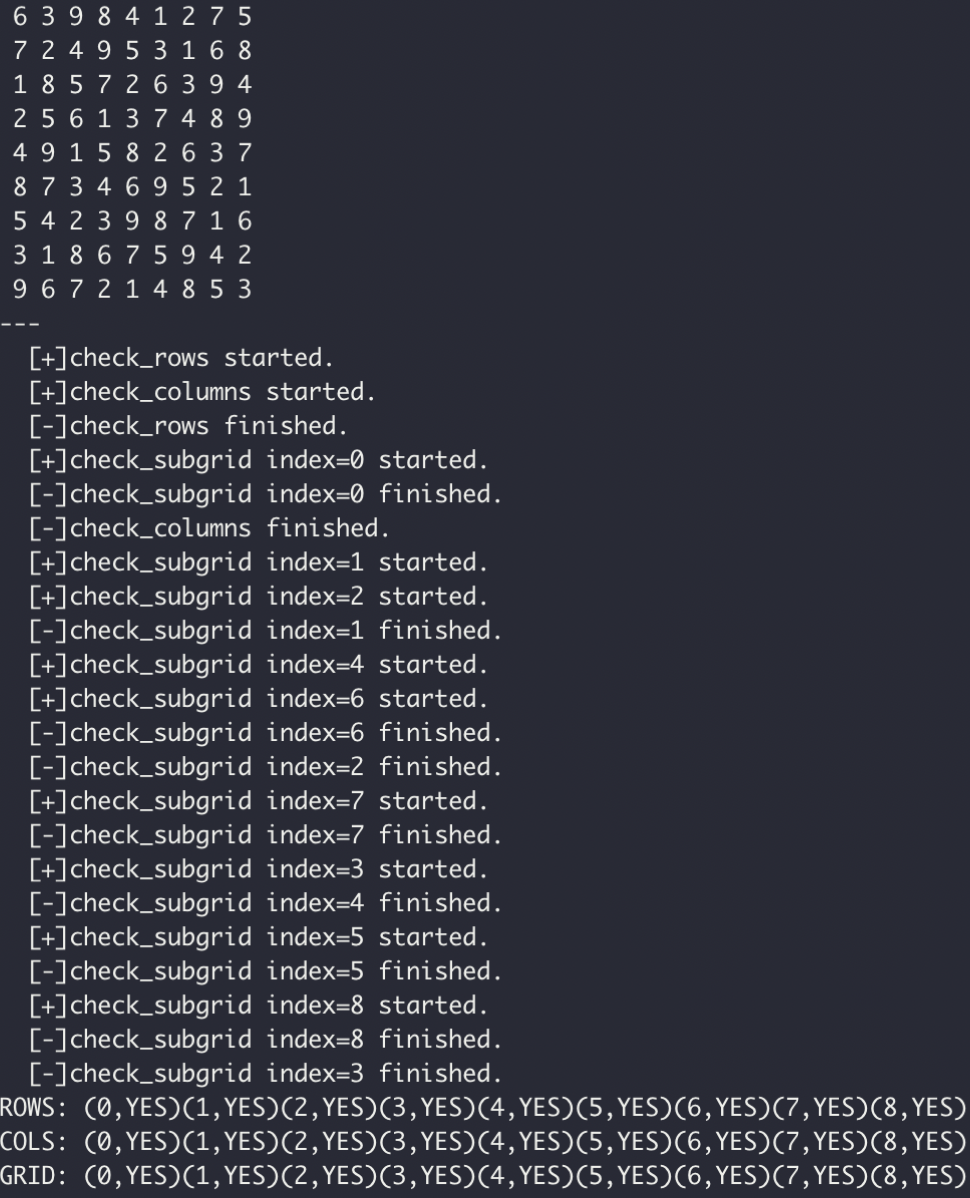 6 3 9 8 4 1 2 7 5
7 2 4 9 5 3 1 6 8
1 8 5 7 2 6 3 9 4
2 5 6 1 3 7 4 8 9
4 9 1 5 8 2 6 3 7
8 7 3 4 6 9 5 2 1
5 4 2 3 9 8 7 1 6
3 1 8 6 7 5 9 4 2
9 6 7 2 1 4 8 5 3
---
[+]check_rows started.
[+]check_columns started.
[-]check_rows finished.
[+]check_subgrid index=0 started.
[-]check_subgrid index=0 finished.
[-]check_columns finished.
[+]check_subgrid index=1 started.
[+]check_subgrid index=2 started.
[-]check_subgrid index=1 finished.
[+]check_subgrid index=4 started.
[+]check_subgrid index=6 started.
[-]check_subgrid index=6 finished.
[-]check_subgrid index=2 finished.
[+]check_subgrid index=7 started.
[-]check_subgrid index=7 finished.
[+]check_subgrid index=3 started.
[-]check_subgrid index=4 finished.
[+]check_subgrid index=5 started.
[-]check_subgrid index=5 finished.
[+]check_subgrid index=8 started.
[-]check_subgrid index=8 finished.
[-]check_subgrid index=3 finished.
ROWS: (0,YES)(1,YES)(2,YES)(3,YES)(4,YES)(5,YES)(6,YES)(7,YES)(8,YES)
COLS: (0,YES)(1,YES)(2,YES)(3,YES)(4,YES)(5,YES)(6,YES)(7,YES)(8,YES)
GRID: (0,YES)(1,YES)(2,YES)(3,YES)(4,YES)(5,YES)(6,YES)(7,YES)(8,YES)